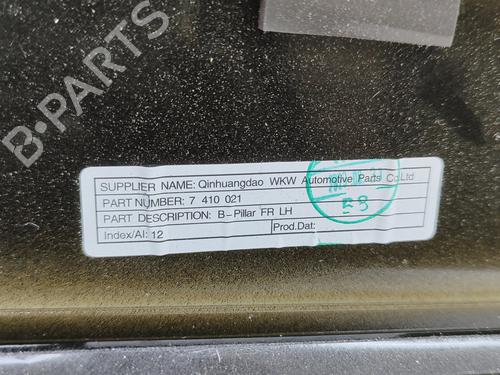 B-PARTS
SUPPLIER NAME: Qinhuangdao WKW Automotive Parts Co Ltd
PART NUMBER: 7 410 021
PART DESCRIPTION: B-Pillar FR LH
Index/AI: 12 Prod.Dat: